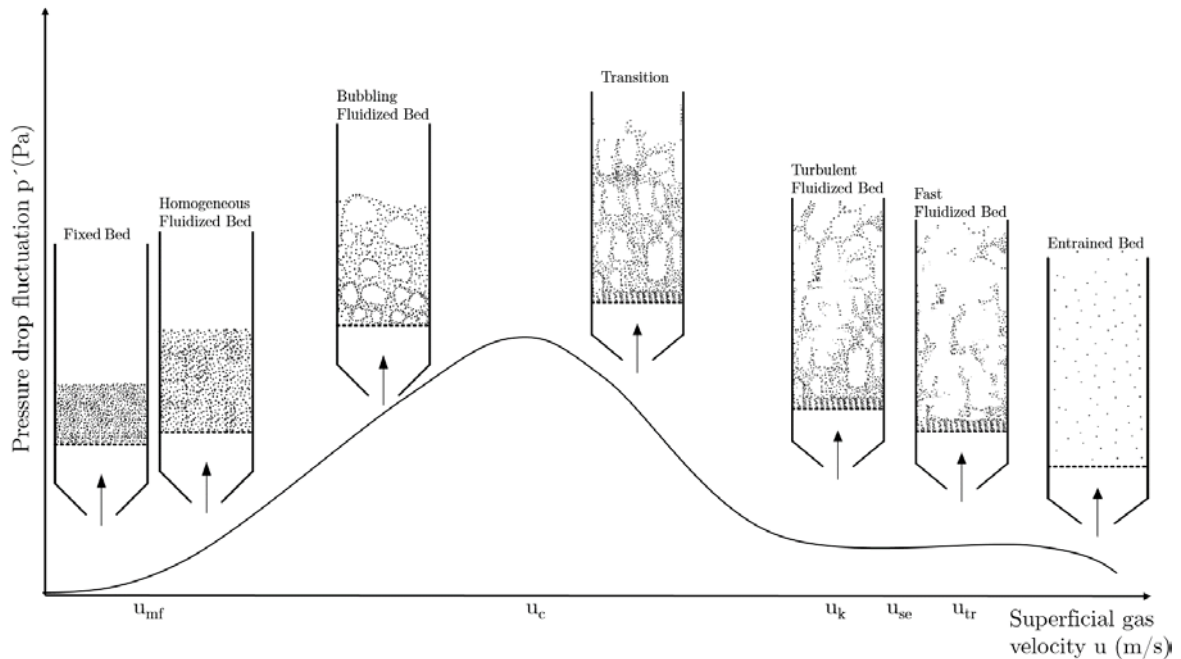 Pressure drop fluctuation p´(Pa)
Fixed Bed
Homogeneous
Fluidized Bed
Bubbling
Fluidized Bed
Transition
Turbulent
Fluidized Bed
Fast
Fluidized Bed
Entrained Bed
u_mf
u_c
u_k
u_se
u_tr
Superficial gas
velocity u (m/s)